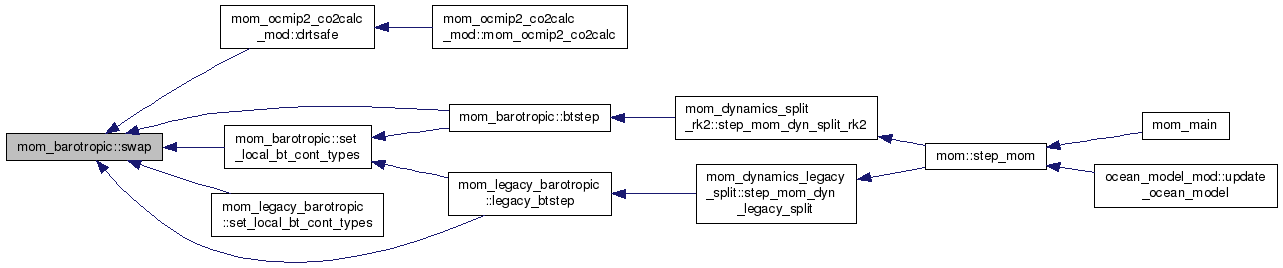 mom_ocmip2_co2calc
_mod::drtsafe
mom_ocmip2_co2calc
_mod::mom_ocmip2_co2calc
mom_barotropic::swap
mom_barotropic::set
_local_bt_cont_types
mom_legacy_barotropic
::set_local_bt_cont_types
mom_barotropic::btstep
mom_legacy_barotropic
::legacy_btstep
mom_dynamics_split
_rk2::step_mom_dyn_split_rk2
mom_dynamics_legacy
_split::step_mom_dyn
_legacy_split
mom::step_mom
mom_main
ocean_model_mod::update
_ocean_model